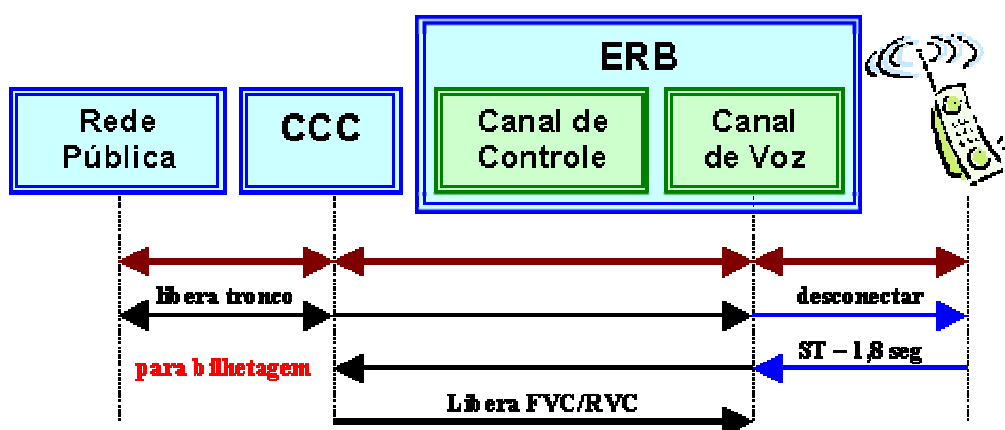 ERB
Rede
Pública
CCC
Canal de
Controle
Canal
de Voz
libera tronco
desconectar
para bilhetagem
ST – 1,8 seg
Libera FVC/RVC